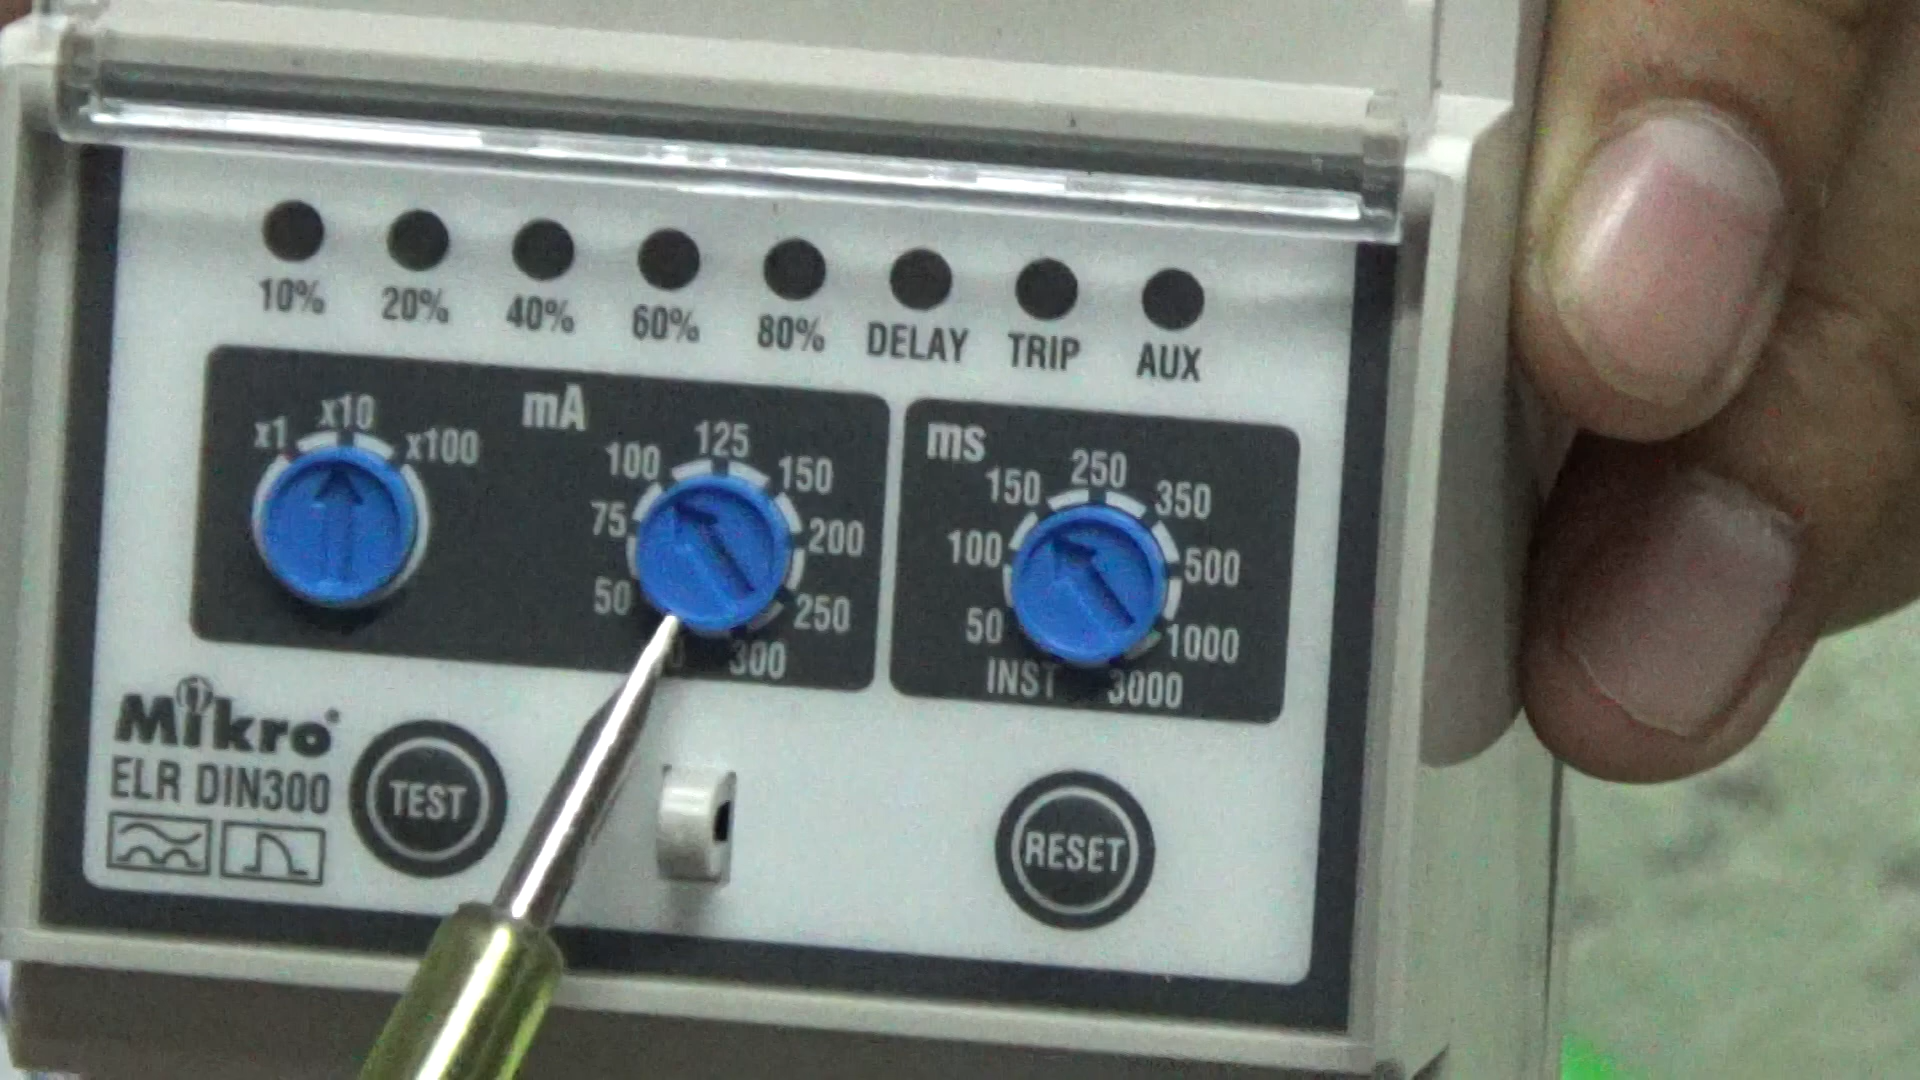 10% 20% 40% 60% 80% DELAY TRIP AUX
mA
x1 x10 x100
50 75 100 125 150 200 250 300
ms
INST 50 100 150 250 350 500 1000 3000
Mikro®
ELR DIN300
TEST
RESET